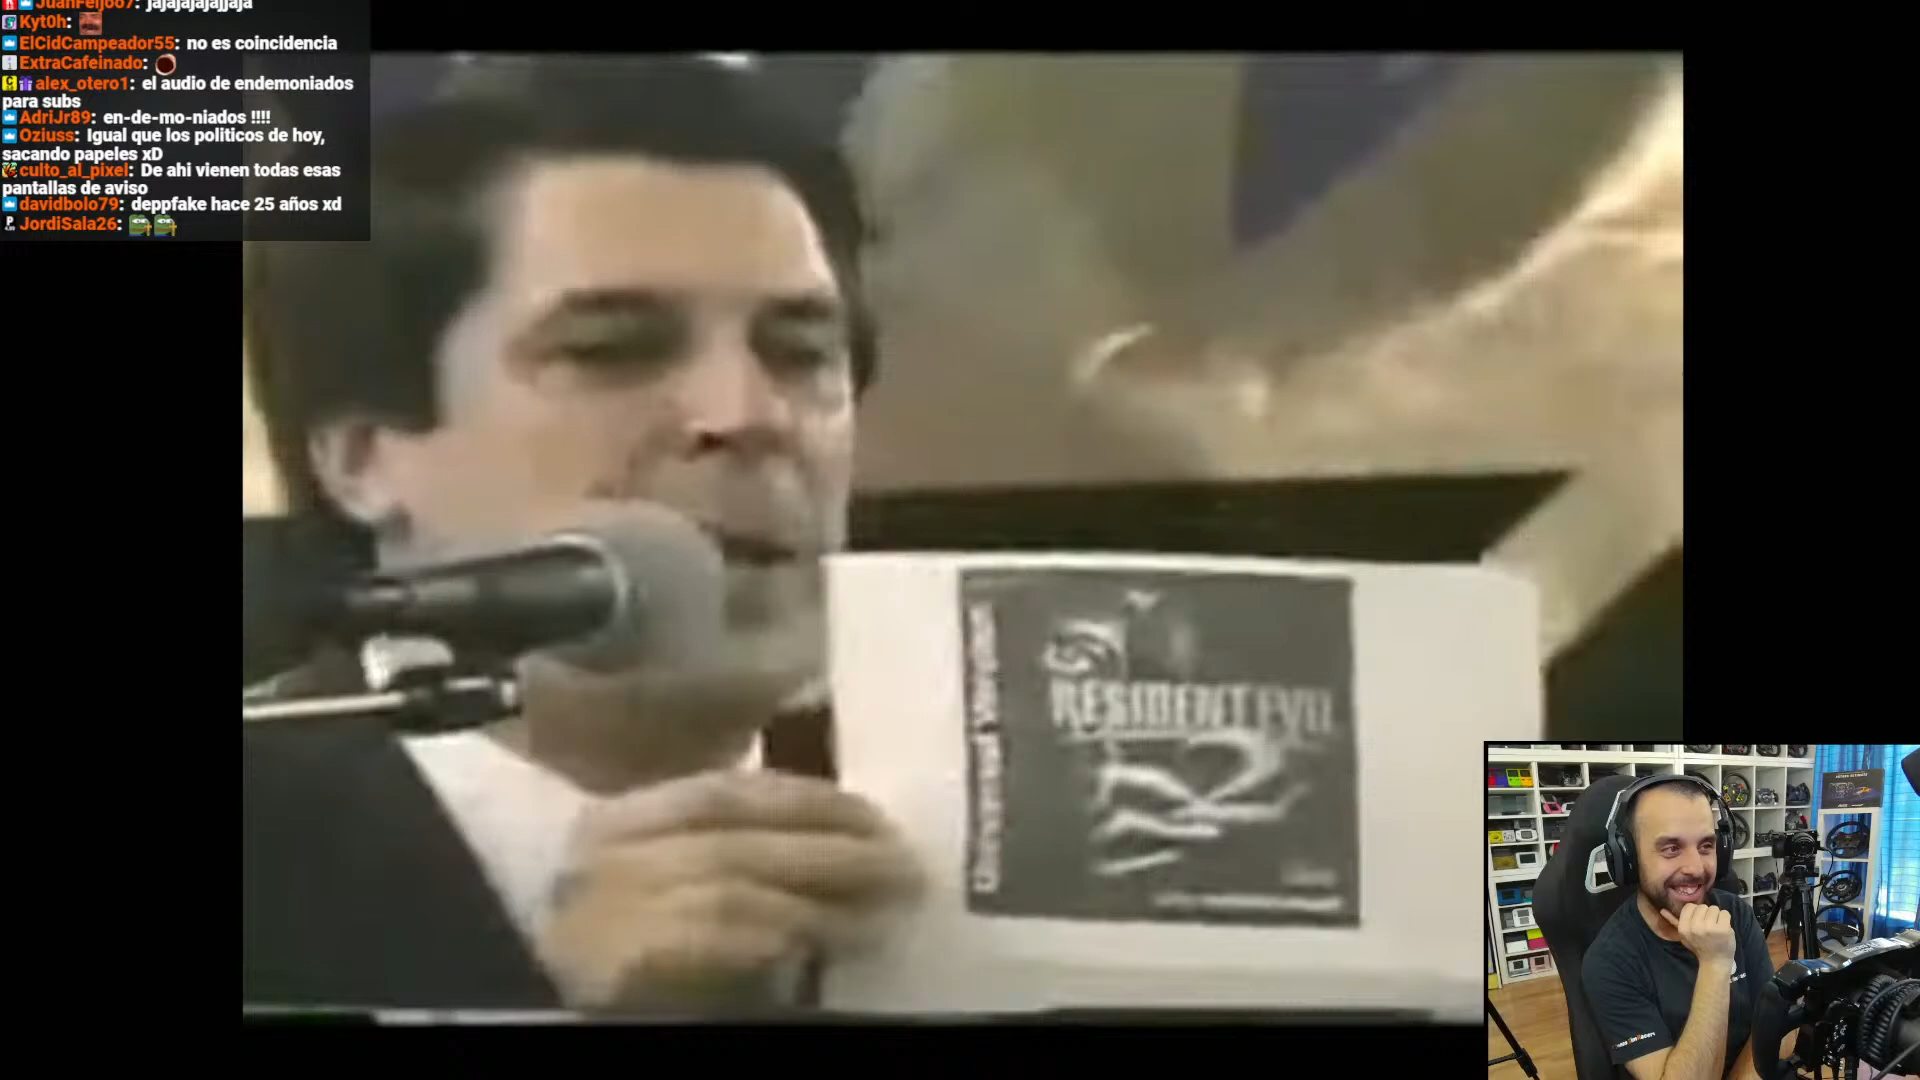 JuanFeijoo7: jajajajajajjaja
Kyt0h:
ElCidCampeador55: no es coincidencia
ExtraCafeinado:
alex_otero1: el audio de endemoniados
para subs
AdriJr89: en-de-mo-niados !!!!
Oziuss: Igual que los politicos de hoy,
sacando papeles xD
culto_al_pixel: De ahi vienen todas esas
pantallas de aviso
davidbolo79: deppfake hace 25 años xd
JordiSala26:
RESIDENT EVIL
2